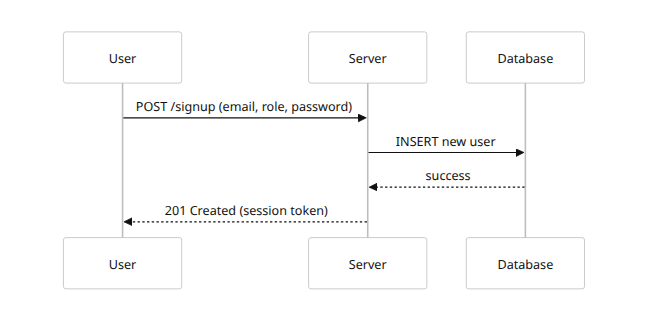 User
Server
Database
POST /signup (email, role, password)
INSERT new user
success
201 Created (session token)
User
Server
Database